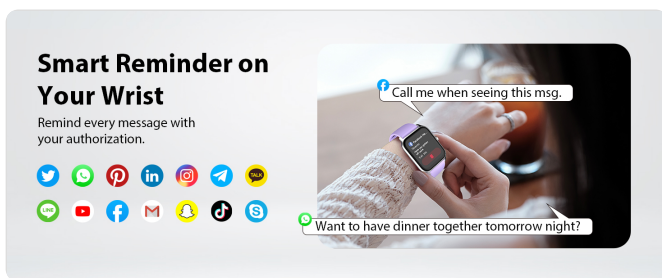 Smart Reminder on
Your Wrist
Remind every message with
your authorization.
TALK
LINE
Call me when seeing this msg.
Want to have dinner together tomorrow night?